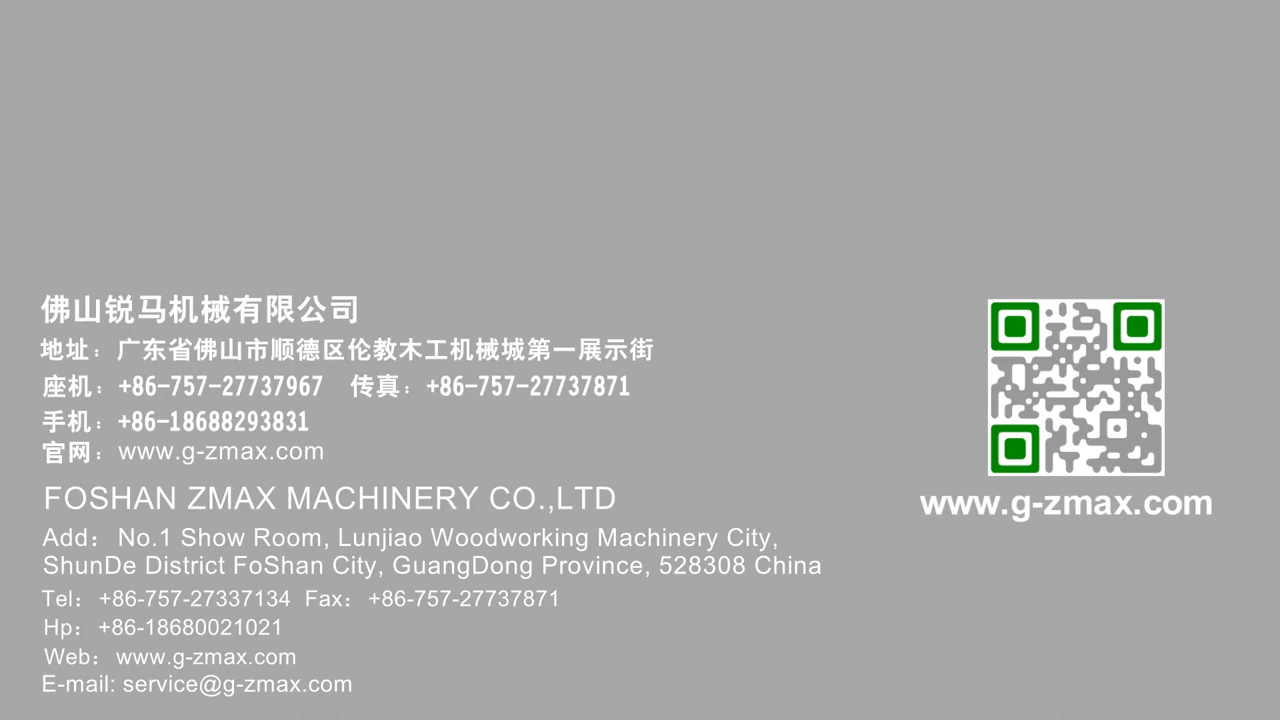 佛山锐马机械有限公司
地址：广东省佛山市顺德区伦教木工机械城第一展示街
座机：+86-757-27737967 传真：+86-757-27737871
手机：+86-18688293831
官网：www.g-zmax.com
FOSHAN ZMAX MACHINERY CO.,LTD
Add：No.1 Show Room, Lunjiao Woodworking Machinery City,
ShunDe District FoShan City, GuangDong Province, 528308 China
Tel：+86-757-27337134 Fax：+86-757-27737871
Hp：+86-18680021021
Web：www.g-zmax.com
E-mail: service@g-zmax.com
www.g-zmax.com